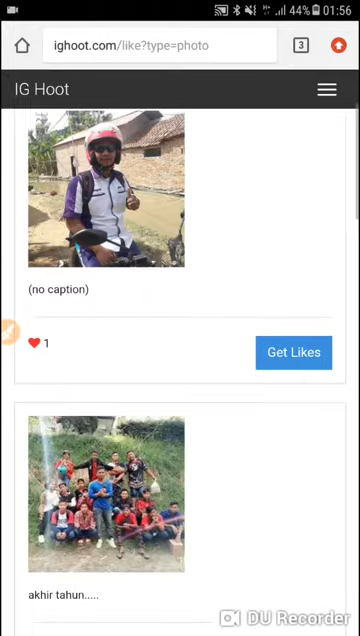 44% 01:56
ighoot.com/like?type=photo
3
IG Hoot
(no caption)
1
Get Likes
akhir tahun.....
DU Recorder